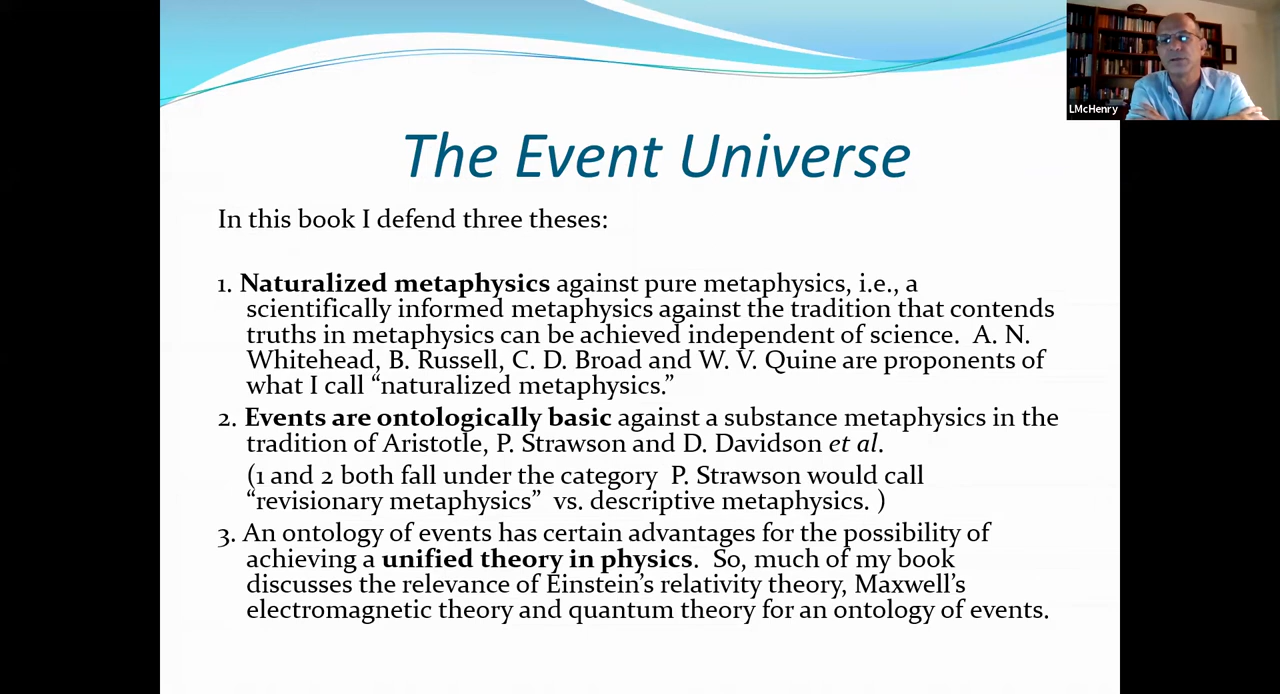 LMcHenry
The Event Universe
In this book I defend three theses:
1. Naturalized metaphysics against pure metaphysics, i.e., a
scientifically informed metaphysics against the tradition that contends
truths in metaphysics can be achieved independent of science. A. N.
Whitehead, B. Russell, C. D. Broad and W. V. Quine are proponents of
what I call “naturalized metaphysics.”
2. Events are ontologically basic against a substance metaphysics in the
tradition of Aristotle, P. Strawson and D. Davidson et al.
(1 and 2 both fall under the category P. Strawson would call
“revisionary metaphysics” vs. descriptive metaphysics. )
3. An ontology of events has certain advantages for the possibility of
achieving a unified theory in physics. So, much of my book
discusses the relevance of Einstein’s relativity theory, Maxwell’s
electromagnetic theory and quantum theory for an ontology of events.